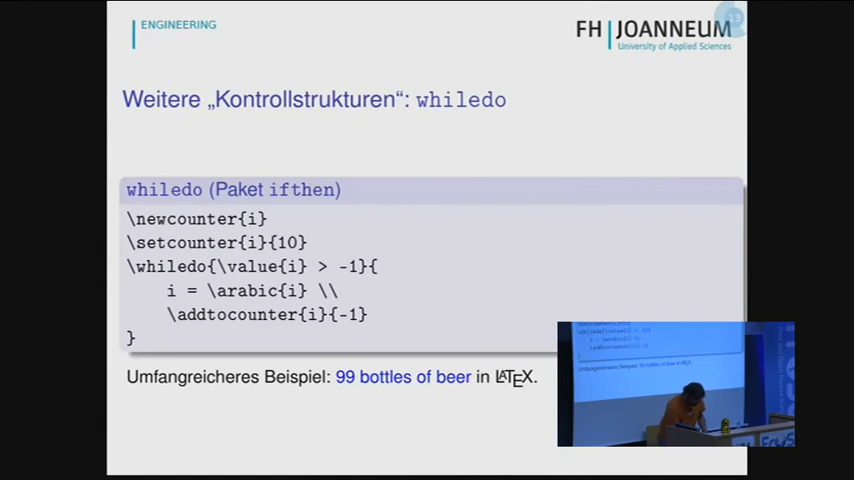 ENGINEERING
FH JOANNEUM
University of Applied Sciences
13
Weitere „Kontrollstrukturen“: whiledo
whiledo (Paket ifthen)
\newcounter{i}
\setcounter{i}{10}
\whiledo{\value{i} > -1}{
i = \arabic{i} \\
\addtocounter{i}{-1}
}
Umfangreicheres Beispiel: 99 bottles of beer in LATEX.